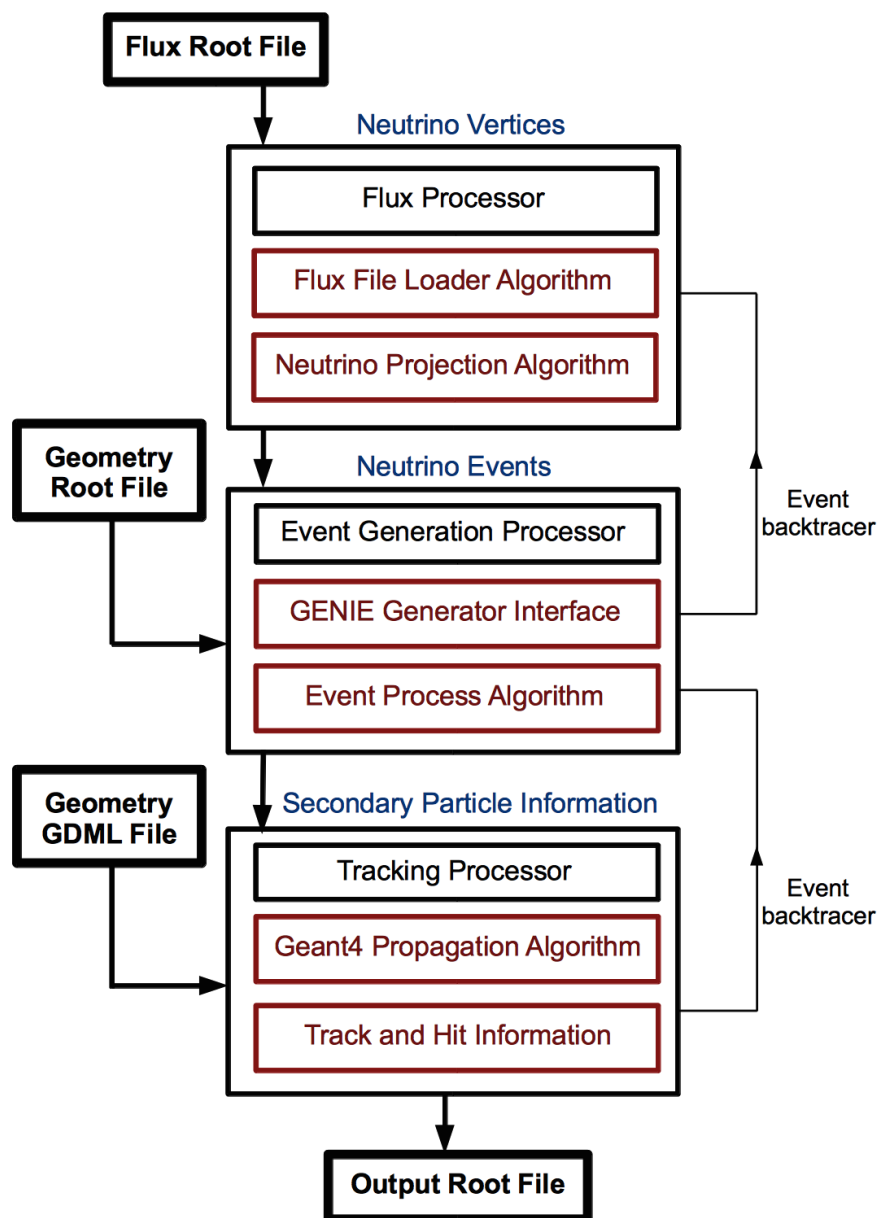 Flux Root File
Neutrino Vertices
Flux Processor
Flux File Loader Algorithm
Neutrino Projection Algorithm
Geometry
Root File
Neutrino Events
Event Generation Processor
GENIE Generator Interface
Event Process Algorithm
Event
backtracer
Geometry
GDML File
Secondary Particle Information
Tracking Processor
Geant4 Propagation Algorithm
Track and Hit Information
Event
backtracer
Output Root File